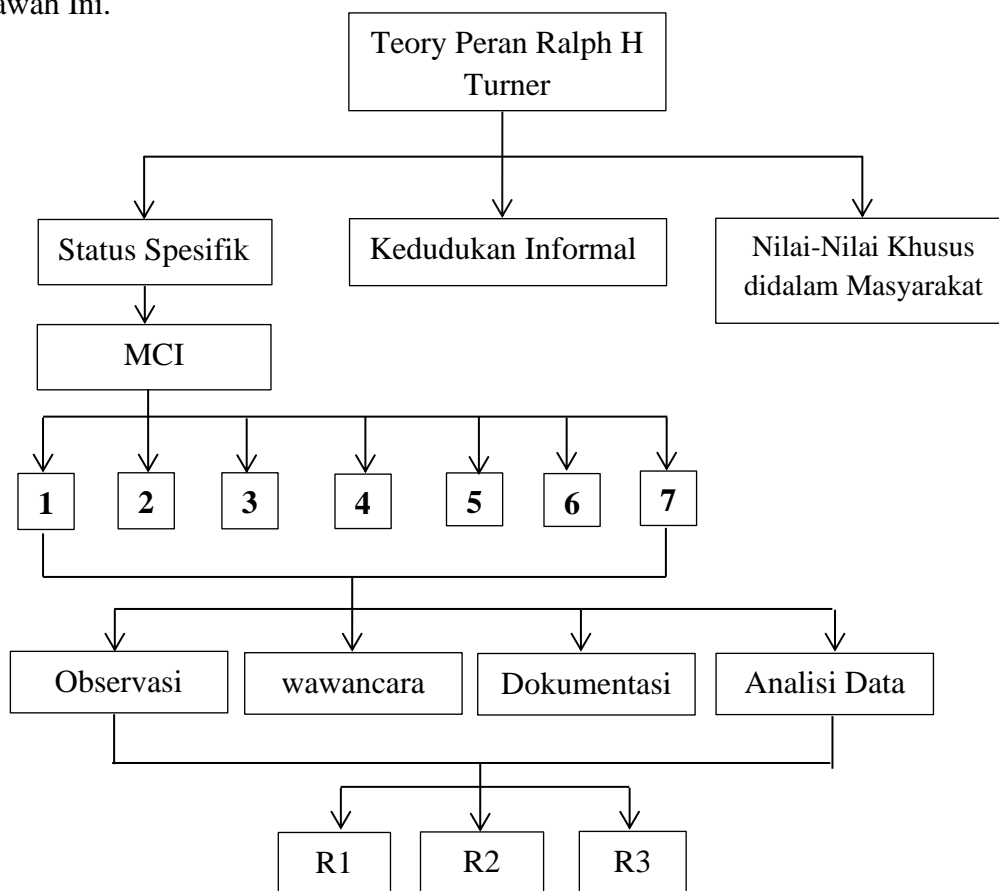 awah Ini.
Teory Peran Ralph H
Turner
Status Spesifik
Kedudukan Informal
Nilai-Nilai Khusus
didalam Masyarakat
MCI
1 2 3 4 5 6 7
Observasi
wawancara
Dokumentasi
Analisi Data
R1
R2
R3